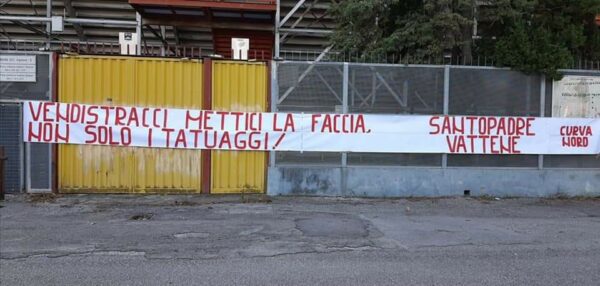 VENDISTRACCI METTICI LA FACCIA,
NON SOLO I TATUAGGI!
SANTOPADRE
VATTENE
CURVA
NORD